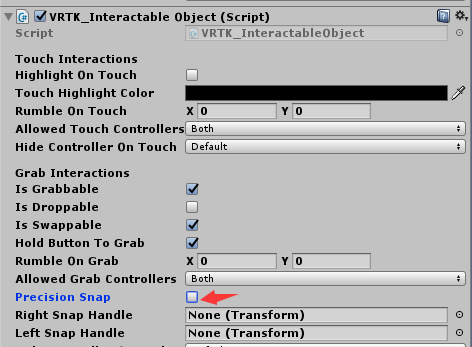 VRTK_Interactable Object (Script)
Script VRTK_InteractableObject
Touch Interactions
Highlight On Touch
Touch Highlight Color
Rumble On Touch X 0 Y 0
Allowed Touch Controllers Both
Hide Controller On Touch Default
Grab Interactions
Is Grabbable
Is Droppable
Is Swappable
Hold Button To Grab
Rumble On Grab X 0 Y 0
Allowed Grab Controllers Both
Precision Snap
Right Snap Handle None (Transform)
Left Snap Handle None (Transform)